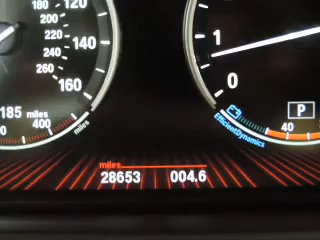 180 120
200
220 140
240
260 160
185 miles
400
miles
1
0
P
40
EfficientDynamics
miles
28653 004.6